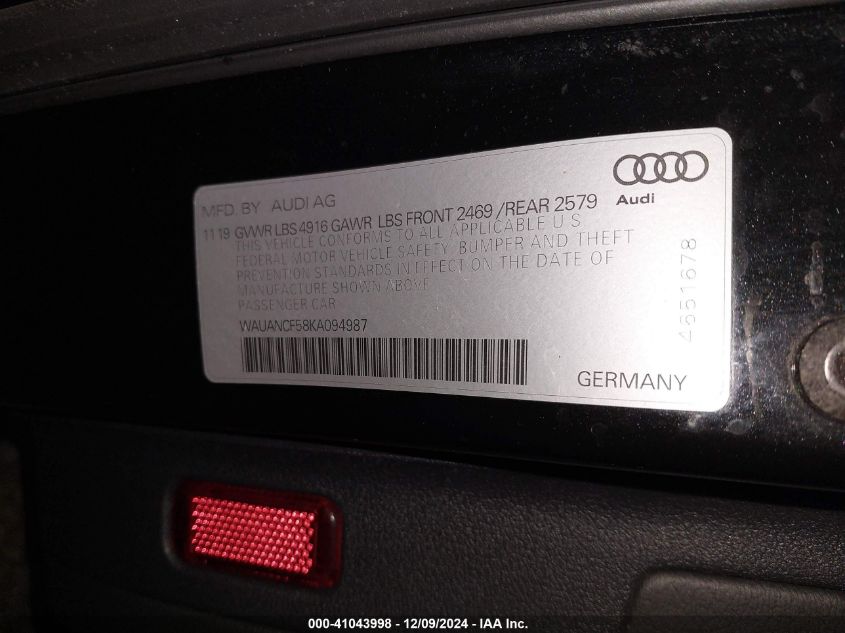 MFD. BY AUDI AG
Audi
11 19 GVWR LBS 4916 GAWR LBS FRONT 2469 / REAR 2579
THIS VEHICLE CONFORMS TO ALL APPLICABLE U S
FEDERAL MOTOR VEHICLE SAFETY, BUMPER AND THEFT
PREVENTION STANDARDS IN EFFECT ON THE DATE OF
MANUFACTURE SHOWN ABOVE
PASSENGER CAR
WAUANCF58KA094987
4651678
GERMANY
000-41043998 - 12/09/2024 - IAA Inc.